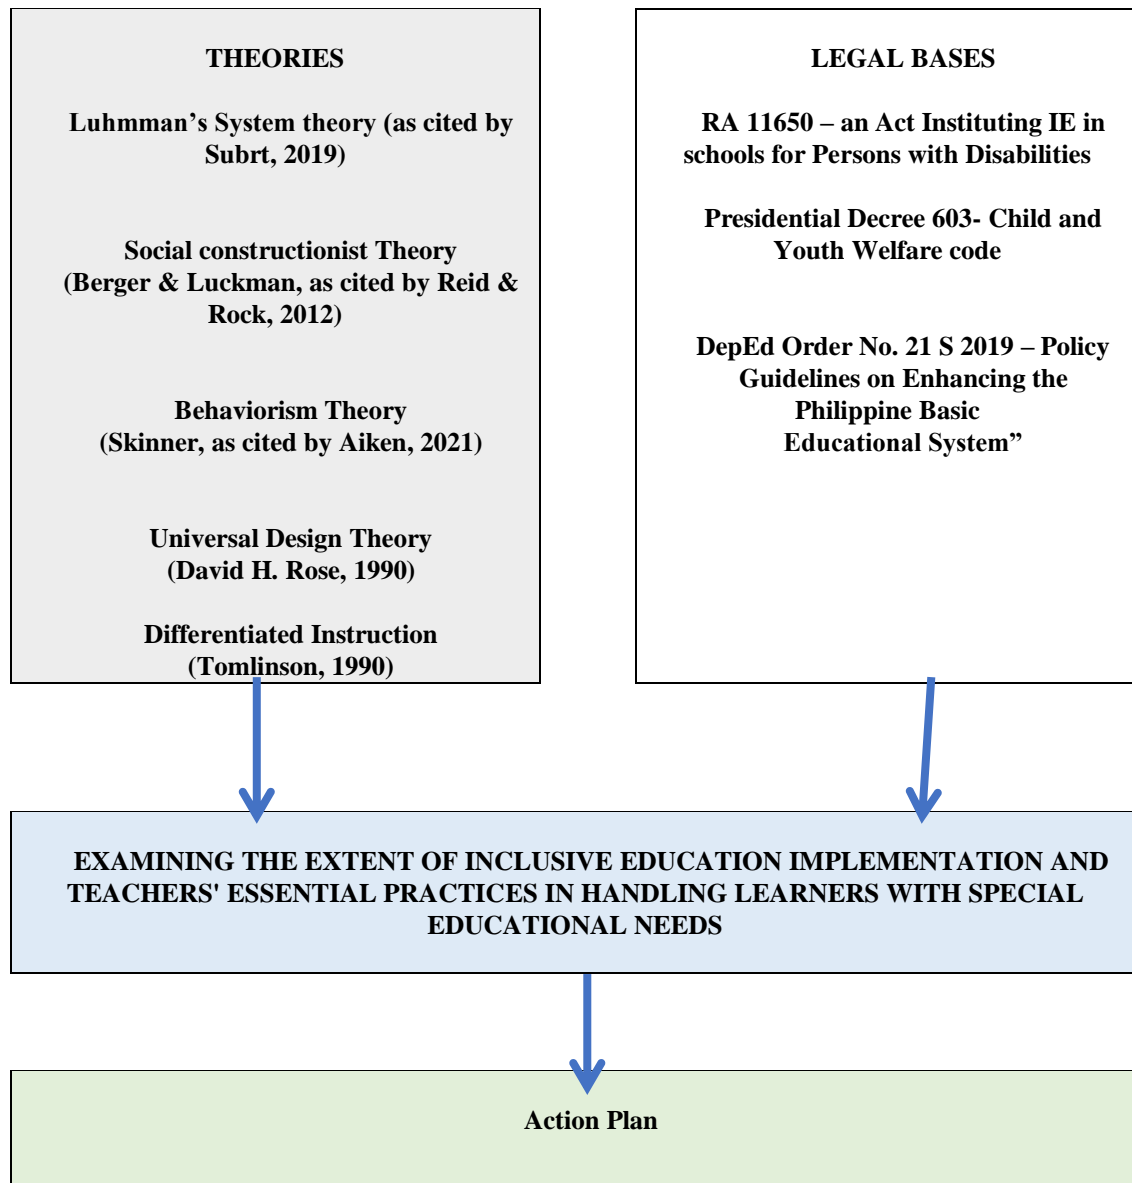 THEORIES
Luhmman’s System theory (as cited by
Subrt, 2019)
Social constructionist Theory
(Berger & Luckman, as cited by Reid &
Rock, 2012)
Behaviorism Theory
(Skinner, as cited by Aiken, 2021)
Universal Design Theory
(David H. Rose, 1990)
Differentiated Instruction
(Tomlinson, 1990)
LEGAL BASES
RA 11650 – an Act Instituting IE in
schools for Persons with Disabilities
Presidential Decree 603- Child and
Youth Welfare code
DepEd Order No. 21 S 2019 – Policy
Guidelines on Enhancing the
Philippine Basic
Educational System”
EXAMINING THE EXTENT OF INCLUSIVE EDUCATION IMPLEMENTATION AND
TEACHERS' ESSENTIAL PRACTICES IN HANDLING LEARNERS WITH SPECIAL
EDUCATIONAL NEEDS
Action Plan